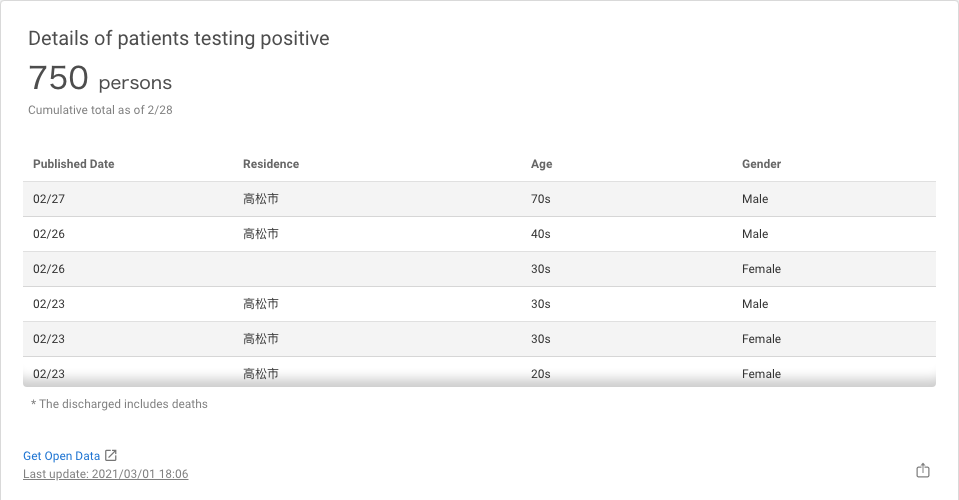 Details of patients testing positive
750 persons
Cumulative total as of 2/28
Published Date Residence Age Gender
02/27 高松市 70s Male
02/26 高松市 40s Male
02/26 30s Female
02/23 高松市 30s Male
02/23 高松市 30s Female
02/23 高松市 20s Female
* The discharged includes deaths
Get Open Data
Last update: 2021/03/01 18:06